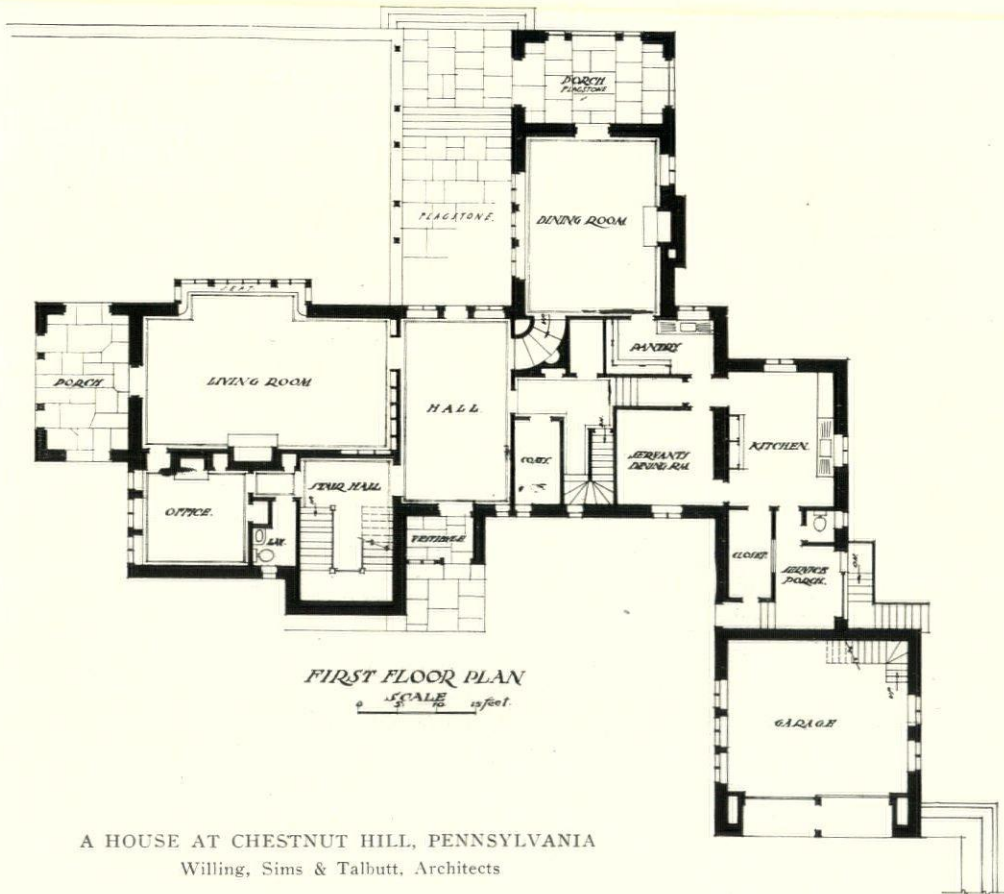 PORCH
FLAGSTONE
FLAGSTONE.
DINING ROOM
SEAT.
PORCH
LIVING ROOM
HALL
PANTRY
KITCHEN.
COATS.
SERVANTS
DINING RM.
STAIR HALL
OFFICE.
LAV.
VESTIBULE
CLOSET.
SERVICE
PORCH.
GARAGE
FIRST FLOOR PLAN
SCALE
0 5 10 15 feet.
A HOUSE AT CHESTNUT HILL, PENNSYLVANIA
Willing, Sims & Talbutt, Architects